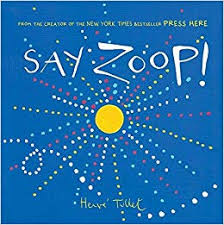 FROM THE CREATOR OF THE NEW YORK TIMES BESTSELLER PRESS HERE
SAY ZOOP!
Hervé Tullet